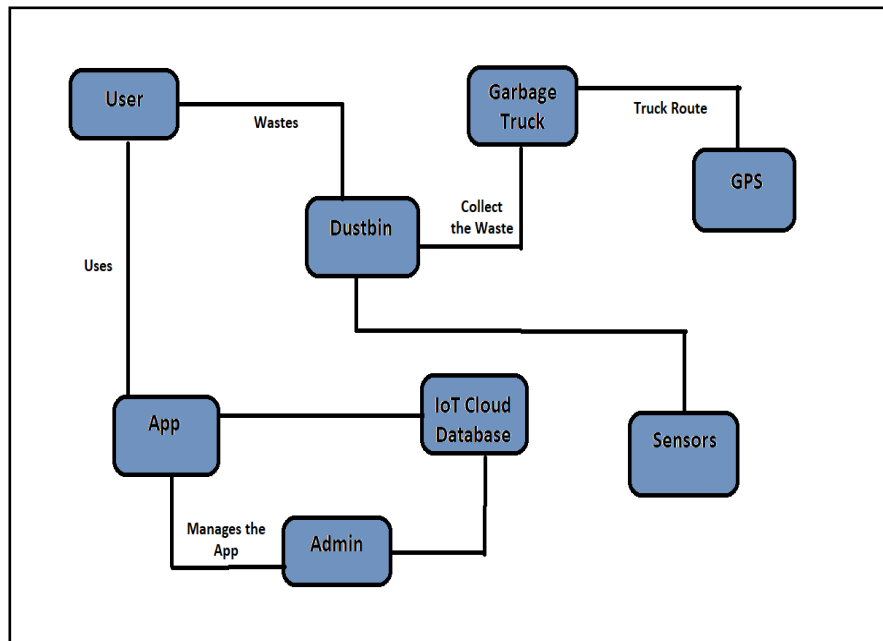 User
Wastes
Garbage
Truck
Truck Route
GPS
Dustbin
Collect
the Waste
Uses
App
IoT Cloud
Database
Sensors
Manages the
App
Admin